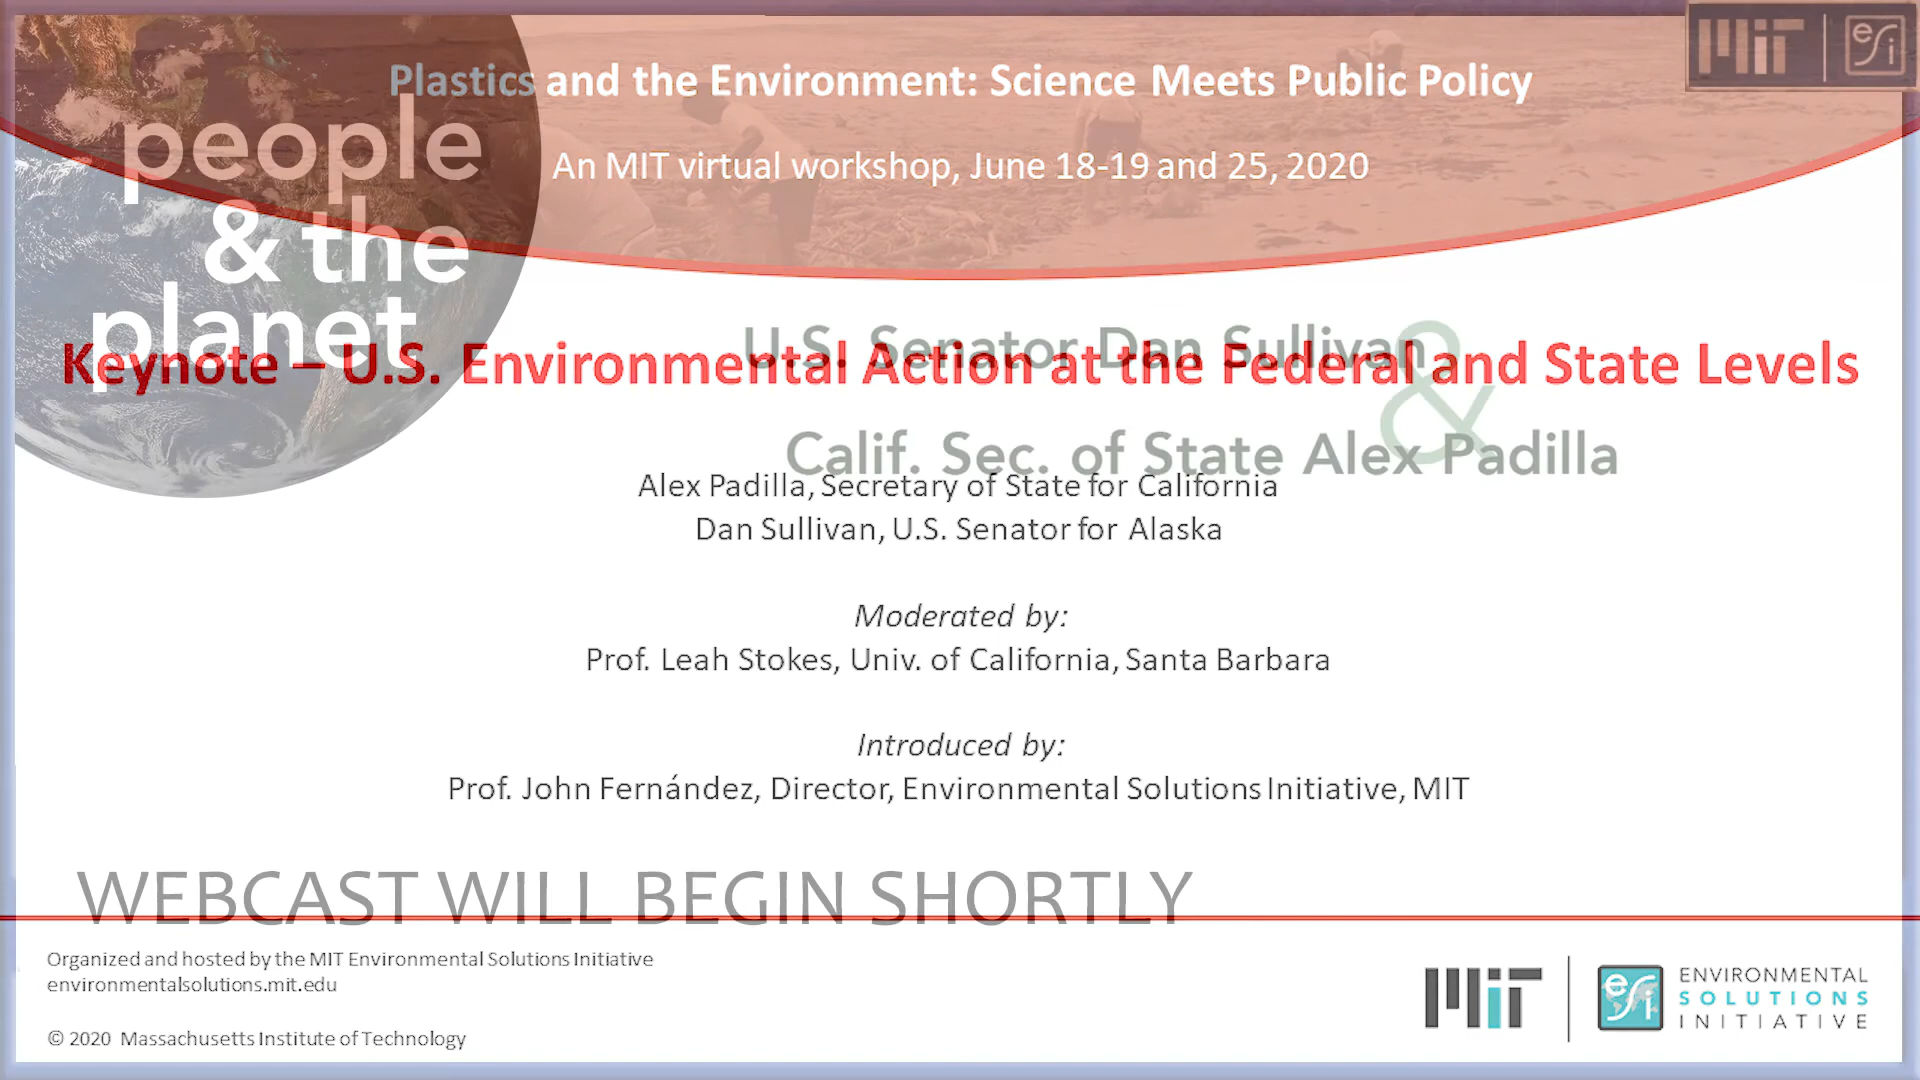 MIT esi
Plastics and the Environment: Science Meets Public Policy
An MIT virtual workshop, June 18-19 and 25, 2020
people
& the
planet
U.S. Senator Dan Sullivan
&
Calif. Sec. of State Alex Padilla
Keynote – U.S. Environmental Action at the Federal and State Levels
Alex Padilla, Secretary of State for California
Dan Sullivan, U.S. Senator for Alaska
Moderated by:
Prof. Leah Stokes, Univ. of California, Santa Barbara
Introduced by:
Prof. John Fernández, Director, Environmental Solutions Initiative, MIT
WEBCAST WILL BEGIN SHORTLY
Organized and hosted by the MIT Environmental Solutions Initiative
environmentalsolutions.mit.edu
© 2020 Massachusetts Institute of Technology
MIT esi
ENVIRONMENTAL
SOLUTIONS
INITIATIVE